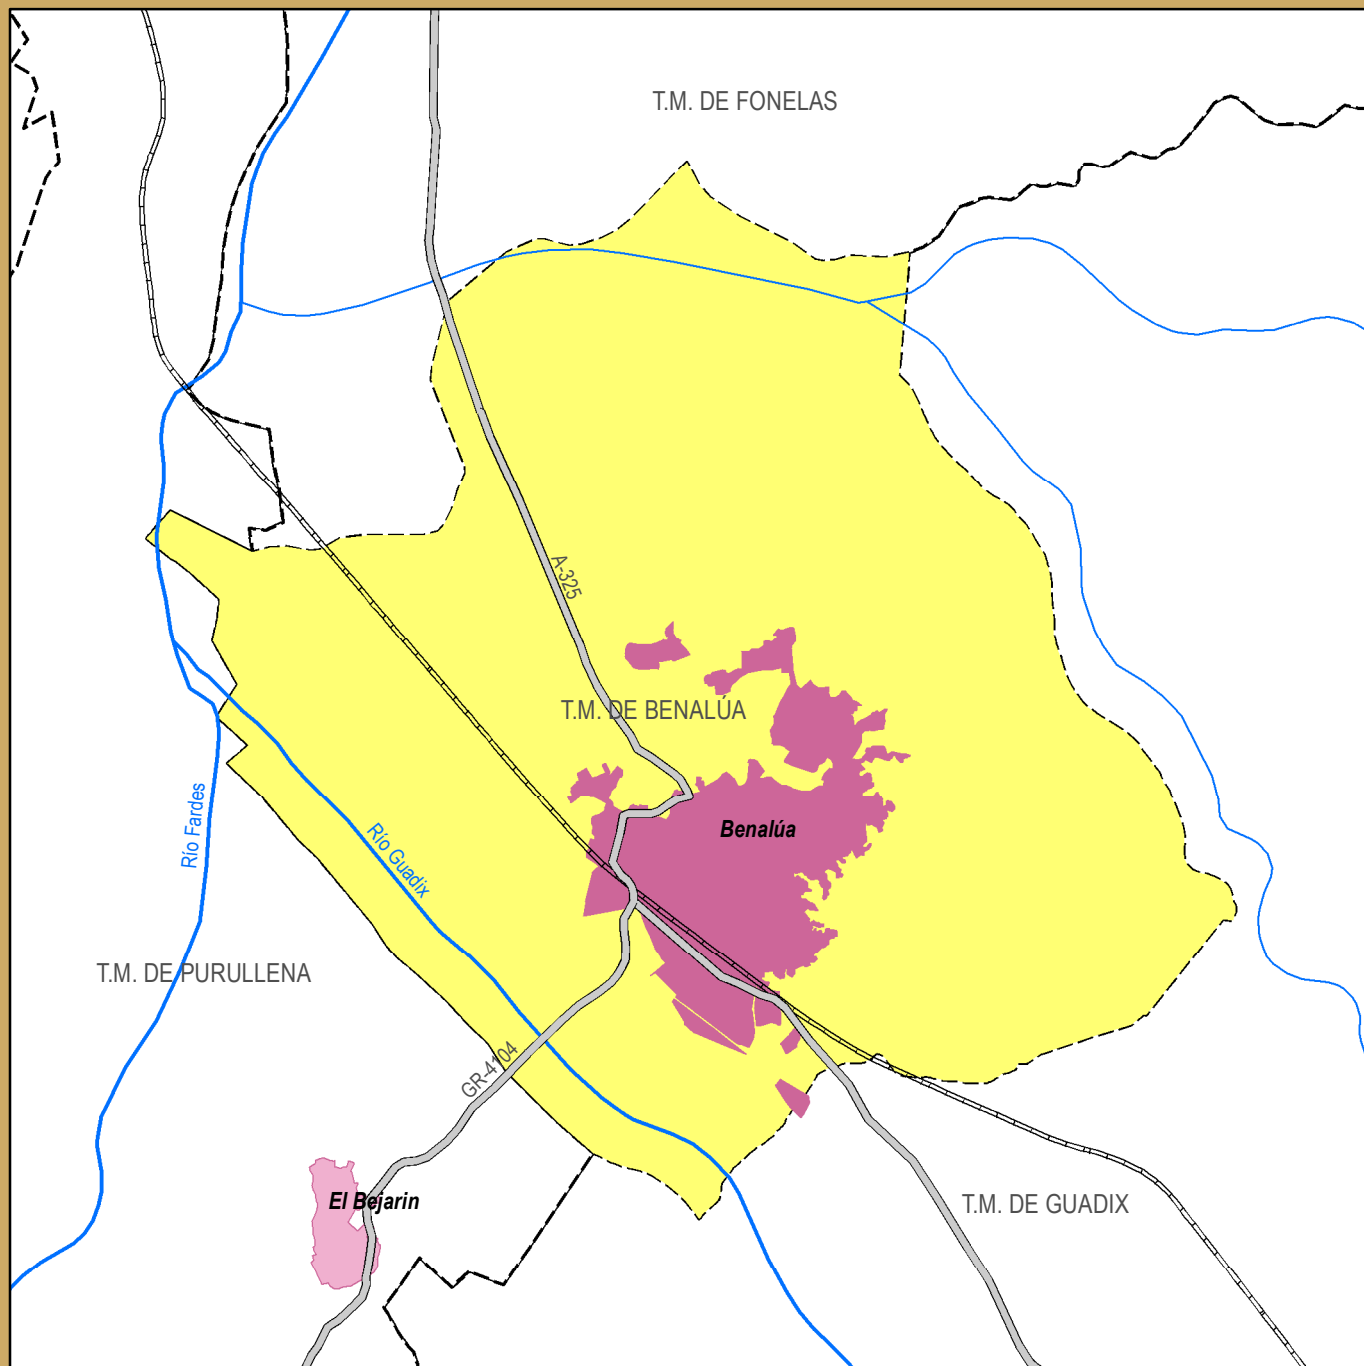 T.M. DE FONELAS
A-325
T.M. DE BENALÚA
Benalúa
Río Fardes
Río Guadix
T.M. DE PURULLENA
GR-4104
El Bejarin
T.M. DE GUADIX